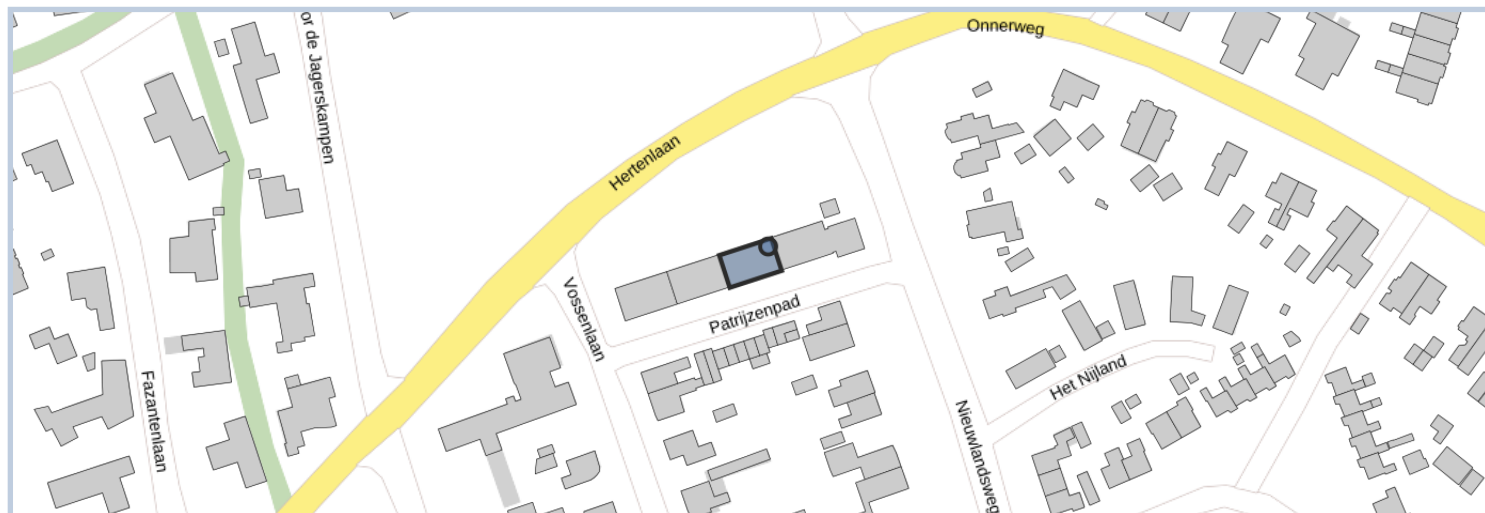 Onnerweg
or de Jagerskampen
Hertenlaan
Vossenlaan
Patrijzenpad
Fazantenlaan
Het Nijland
Nieuwlandsweg